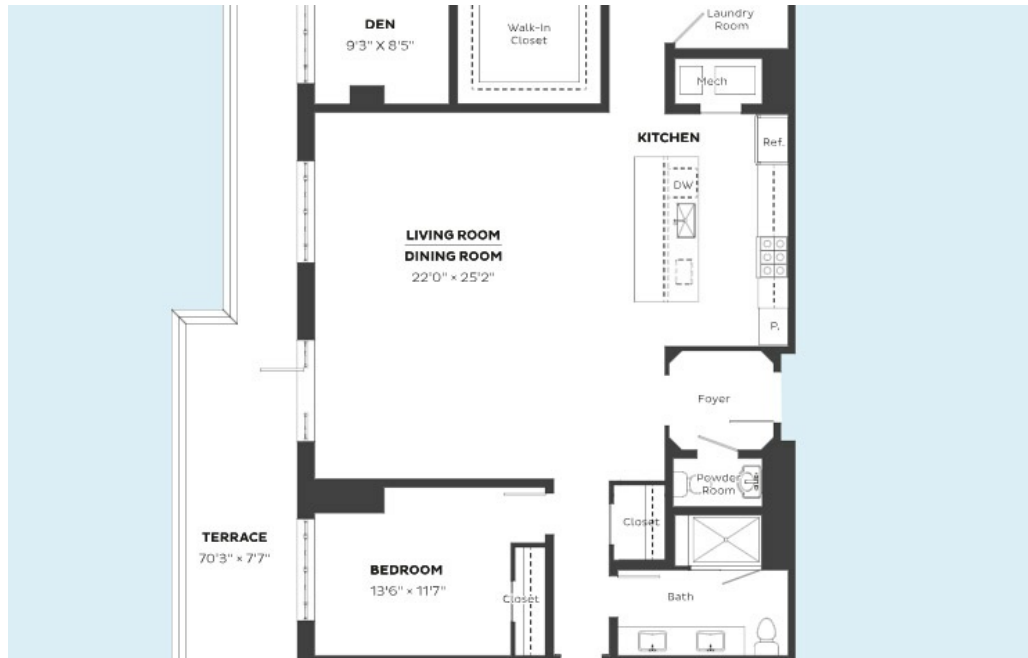 DEN
9'3" X 8'5"
Walk-In
Closet
Laundry
Room
Mech
KITCHEN
Ref.
DW
LIVING ROOM
DINING ROOM
22'0" × 25'2"
P.
Foyer
Powder
Room
Closet
TERRACE
70'3" × 7'7"
BEDROOM
13'6" × 11'7"
Closet
Bath